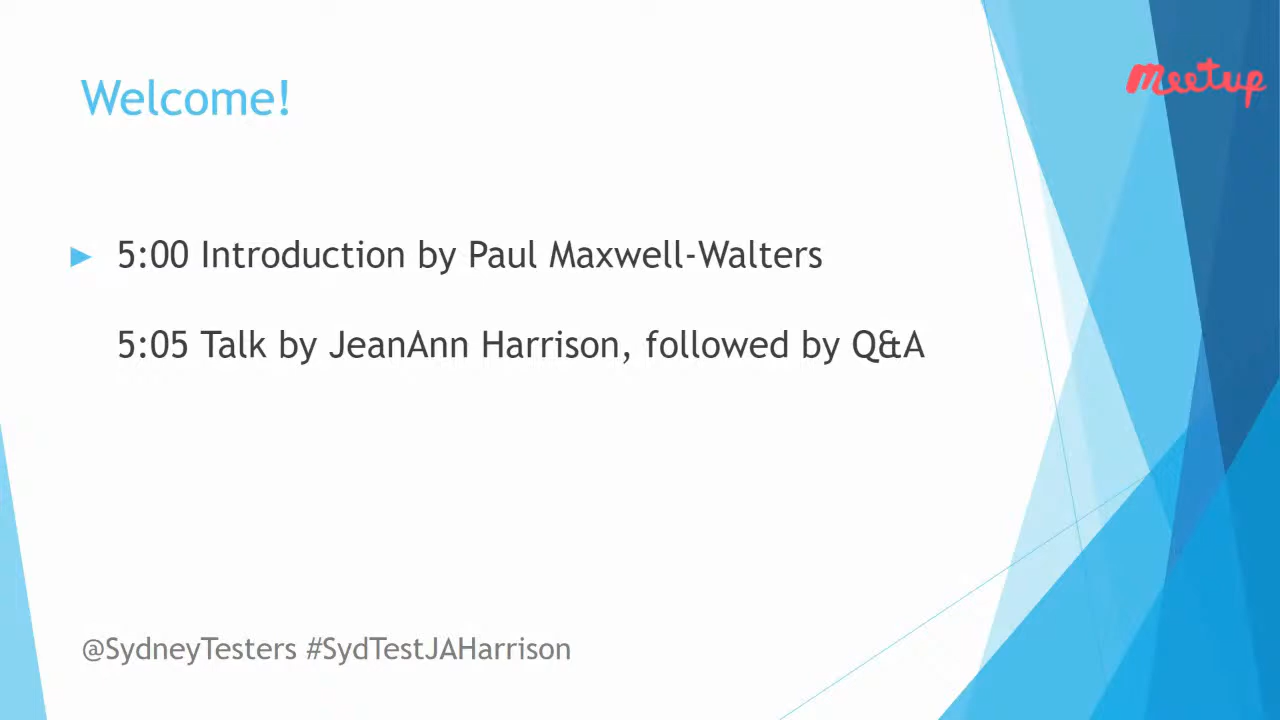 Welcome!
meetup
5:00 Introduction by Paul Maxwell-Walters
5:05 Talk by JeanAnn Harrison, followed by Q&A
@SydneyTesters #SydTestJAHarrison